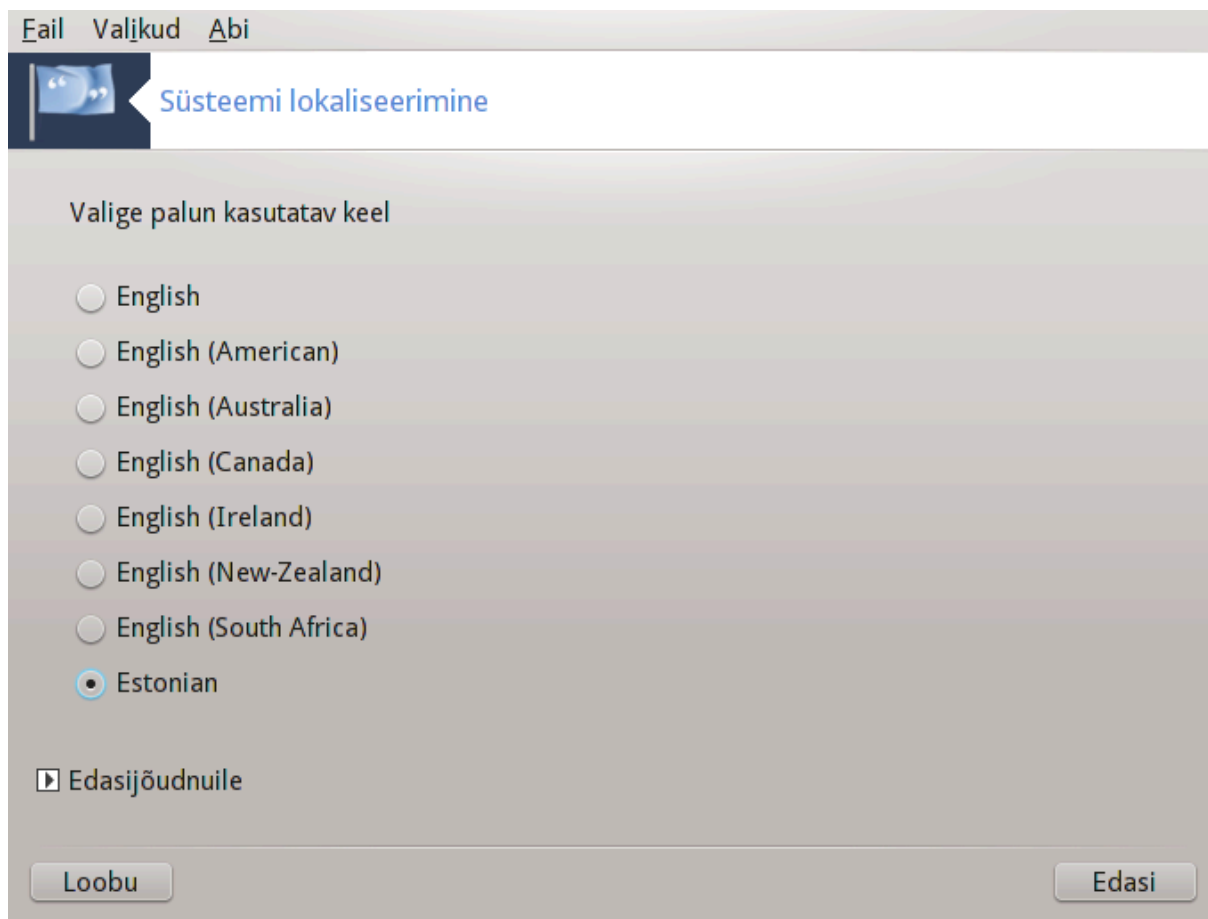 Fail Valikud Abi
Süsteemi lokaliseerimine
Valige palun kasutatav keel
English
English (American)
English (Australia)
English (Canada)
English (Ireland)
English (New-Zealand)
English (South Africa)
Estonian
Edasijõudnuile
Loobu Edasi